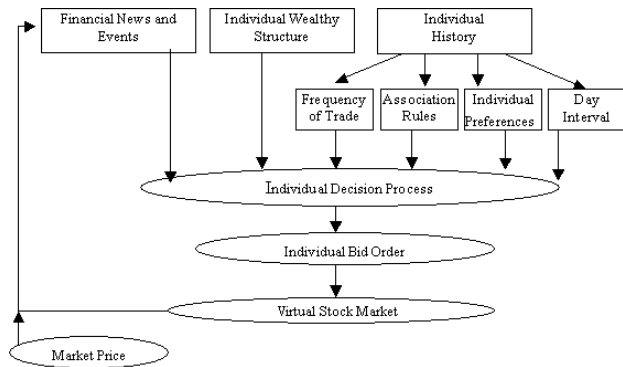 Financial News and
Events
Individual Wealthy
Structure
Individual
History
Frequency
of Trade
Association
Rules
Individual
Preferences
Day
Interval
Individual Decision Process
Individual Bid Order
Virtual Stock Market
Market Price